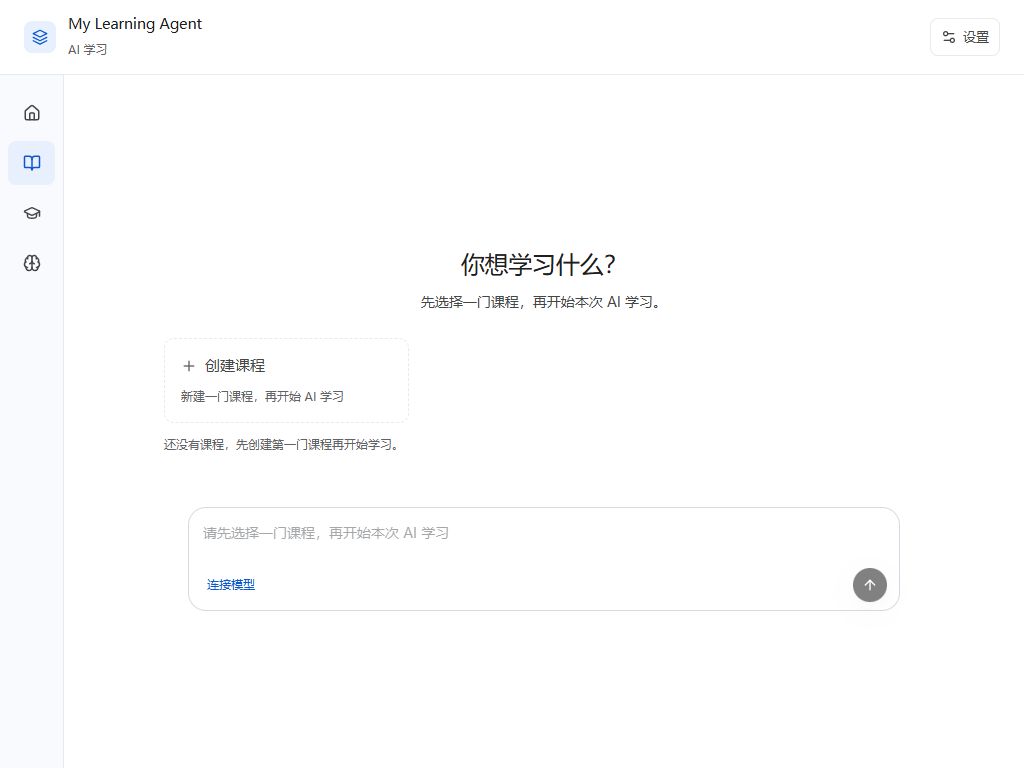 My Learning Agent
AI 学习
设置
你想学习什么？
先选择一门课程，再开始本次 AI 学习。
创建课程
新建一门课程，再开始 AI 学习
还没有课程，先创建第一门课程再开始学习。
请先选择一门课程，再开始本次 AI 学习
连接模型